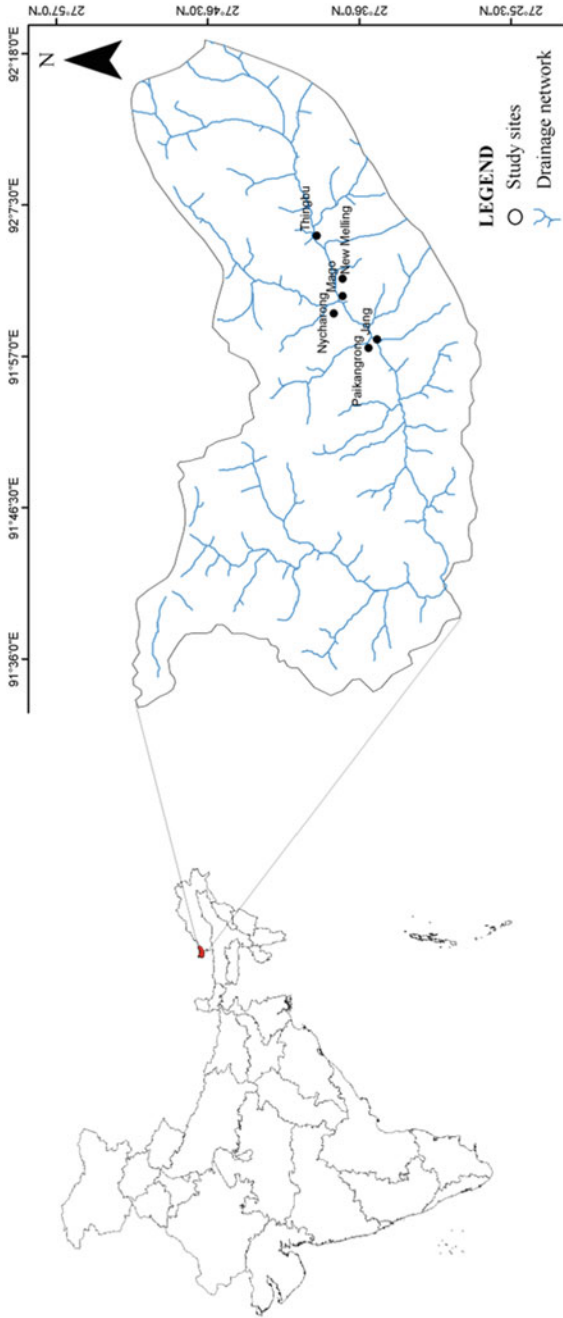 91°36'0"E
91°46'30"E
91°57'0"E
92°7'30"E
92°18'0"E
27°57'0"N
27°46'30"N
27°36'0"N
27°25'30"N
N
Thingbu
Mago
New Melling
Nycharong
Jang
Paikangrong
LEGEND
Study sites
Drainage network